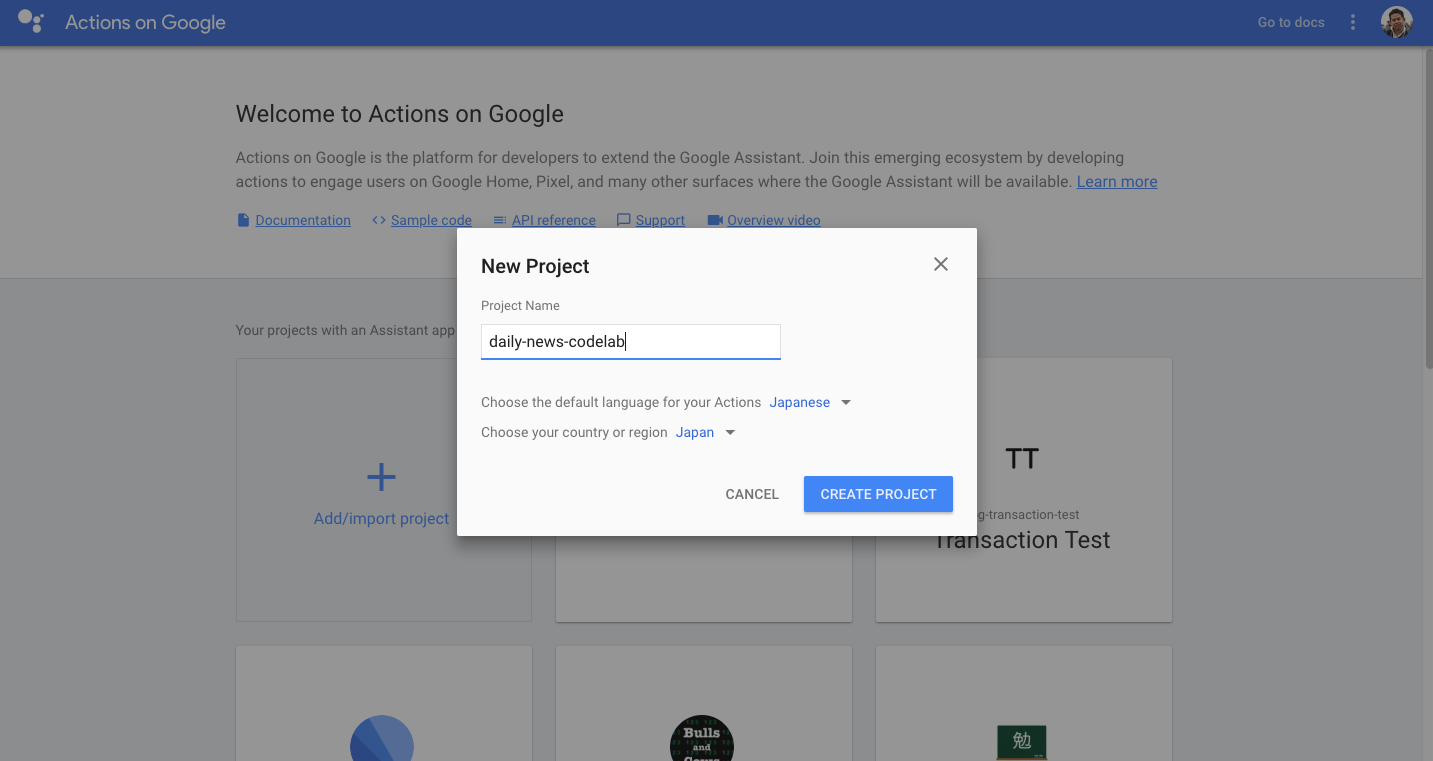 Actions on Google
Go to docs
Welcome to Actions on Google
Actions on Google is the platform for developers to extend the Google Assistant. Join this emerging ecosystem by developing
actions to engage users on Google Home, Pixel, and many other surfaces where the Google Assistant will be available. Learn more
Documentation
Sample code
API reference
Support
Overview video
Your projects with an Assistant app
New Project
Project Name
daily-news-codelab
Choose the default language for your Actions Japanese
Choose your country or region Japan
CANCEL
CREATE PROJECT
Add/import project
TT
g-transaction-test
Transaction Test
Bulls
and
勉